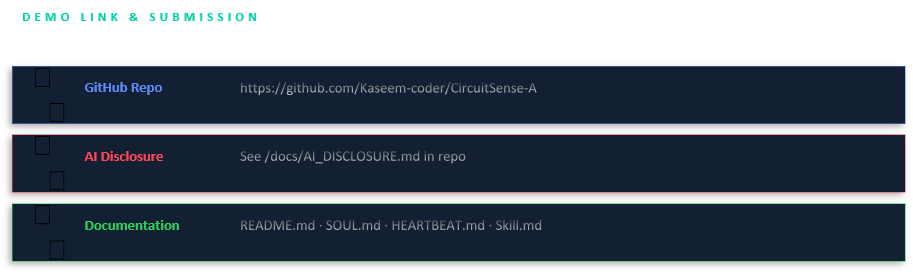 DEMO LINK & SUBMISSION
GitHub Repo https://github.com/Kaseem-coder/CircuitSense-A
AI Disclosure See /docs/AI_DISCLOSURE.md in repo
Documentation README.md · SOUL.md · HEARTBEAT.md · Skill.md